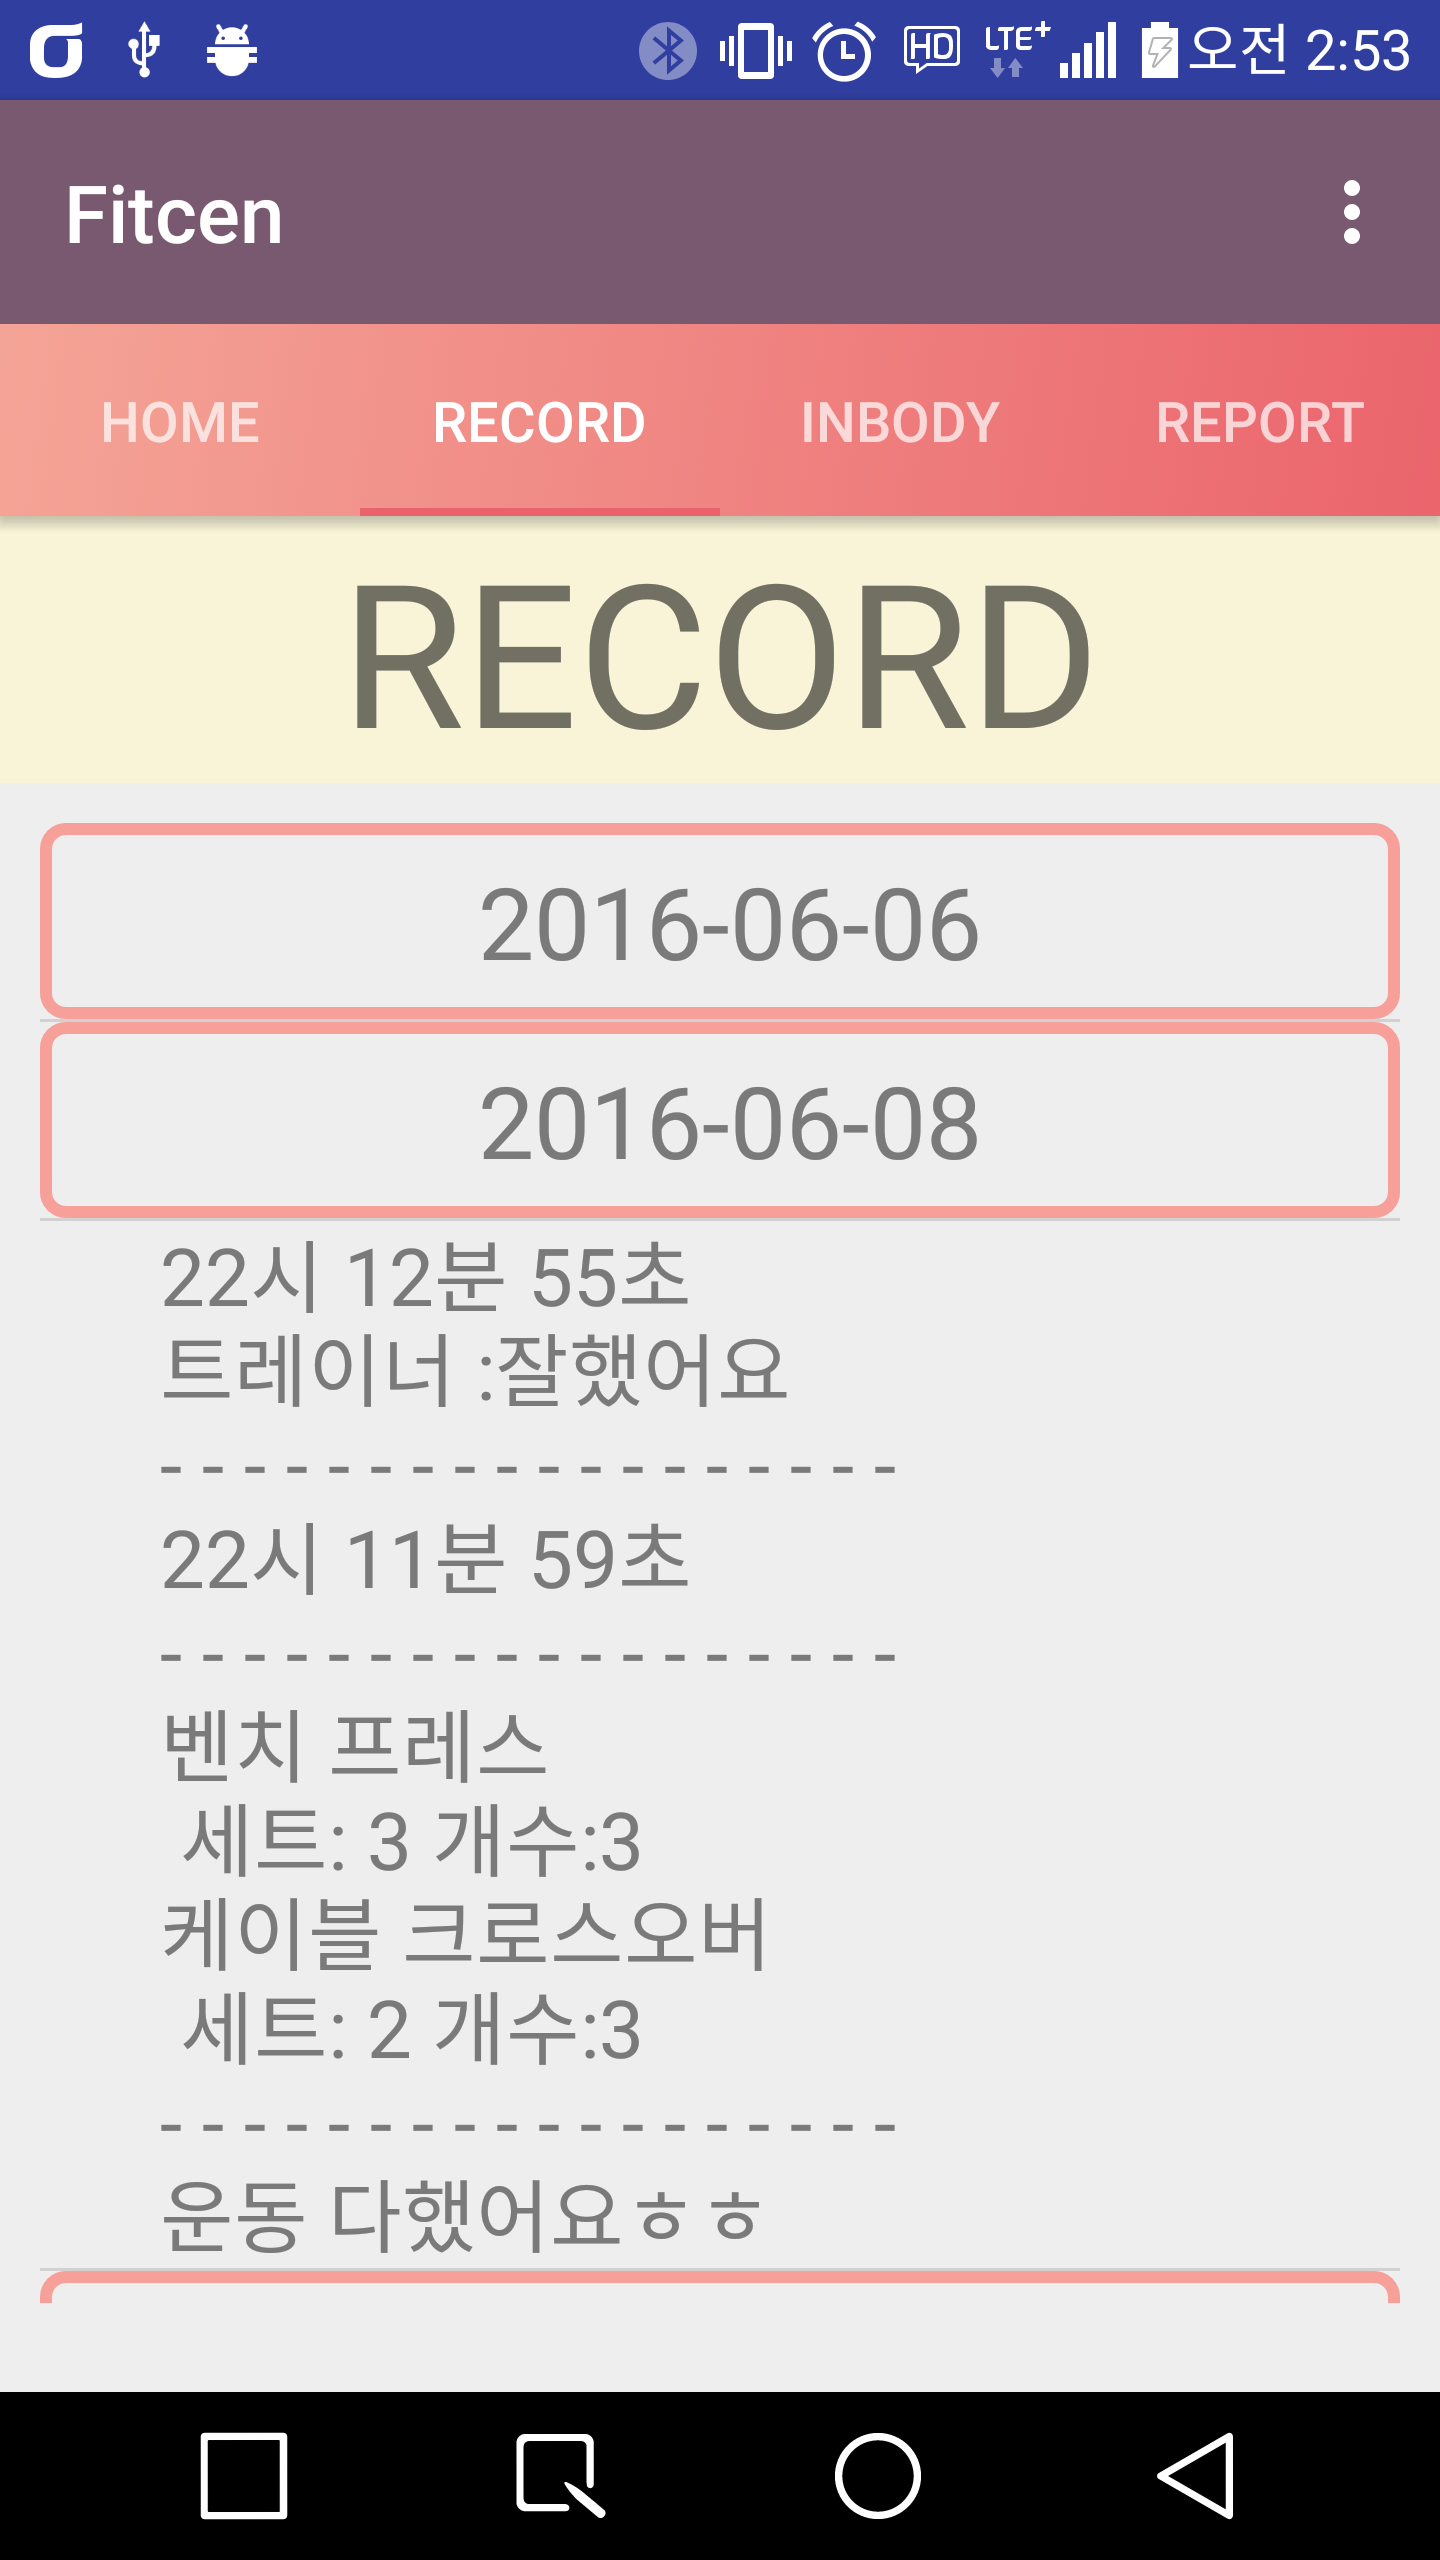 HD LTE+ 오전 2:53
Fitcen
HOME RECORD INBODY REPORT
RECORD
2016-06-06
2016-06-08
22시 12분 55초
트레이너 :잘했어요
- - - - - - - - - - - - - - - - - -
22시 11분 59초
- - - - - - - - - - - - - - - - - -
벤치 프레스
세트: 3 개수:3
케이블 크로스오버
세트: 2 개수:3
- - - - - - - - - - - - - - - - - -
운동 다했어요ㅎㅎ